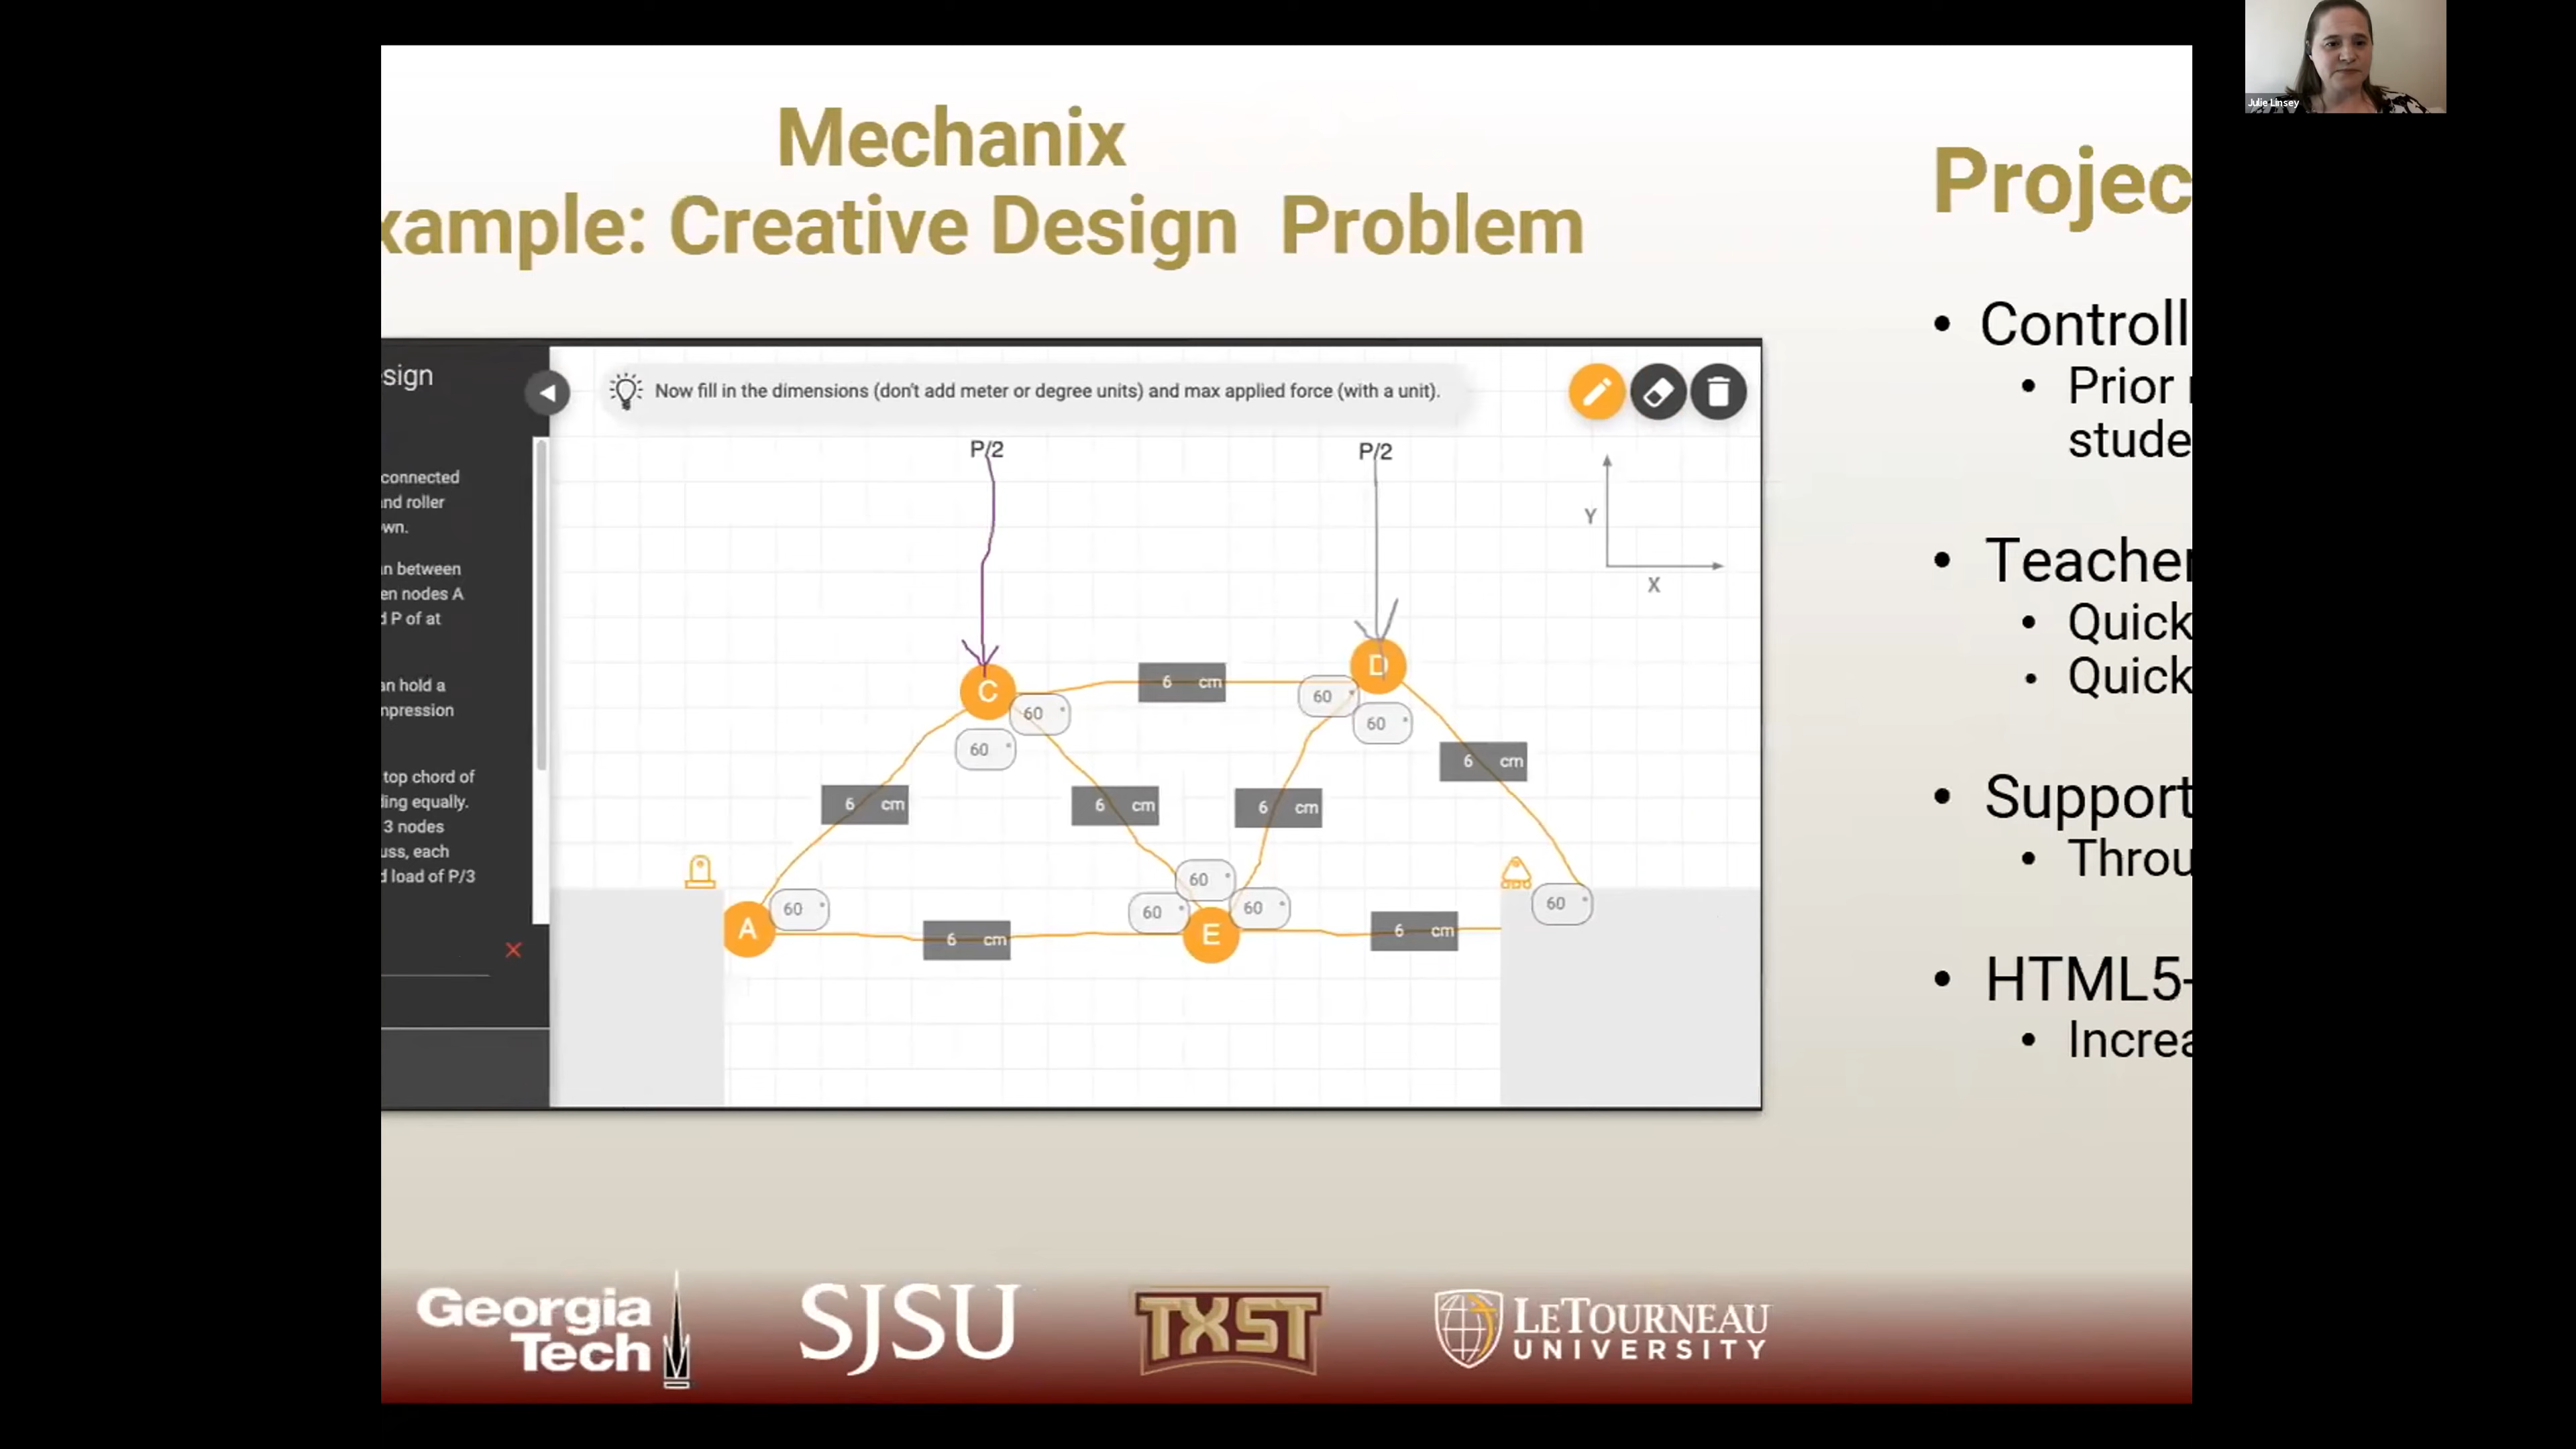 Julie Linsey
Mechanix
xample: Creative Design Problem
Projec
sign
connected
nd roller
wn.
n between
en nodes A
d P of at
an hold a
npression
top chord of
ding equally.
3 nodes
uss, each
d load of P/3
Now fill in the dimensions (don't add meter or degree units) and max applied force (with a unit).
P/2
P/2
Y
X
C
D
6 cm
60 °
60 °
60 °
60 °
6 cm
6 cm
6 cm
6 cm
A
60 °
60 °
60 °
60 °
E
60 °
6 cm
6 cm
• Controll
• Prior
stude
• Teacher
• Quick
• Quick
• Support
• Throu
• HTML5-
• Increa
Georgia
Tech
SJSU
TXST
LETOURNEAU
UNIVERSITY